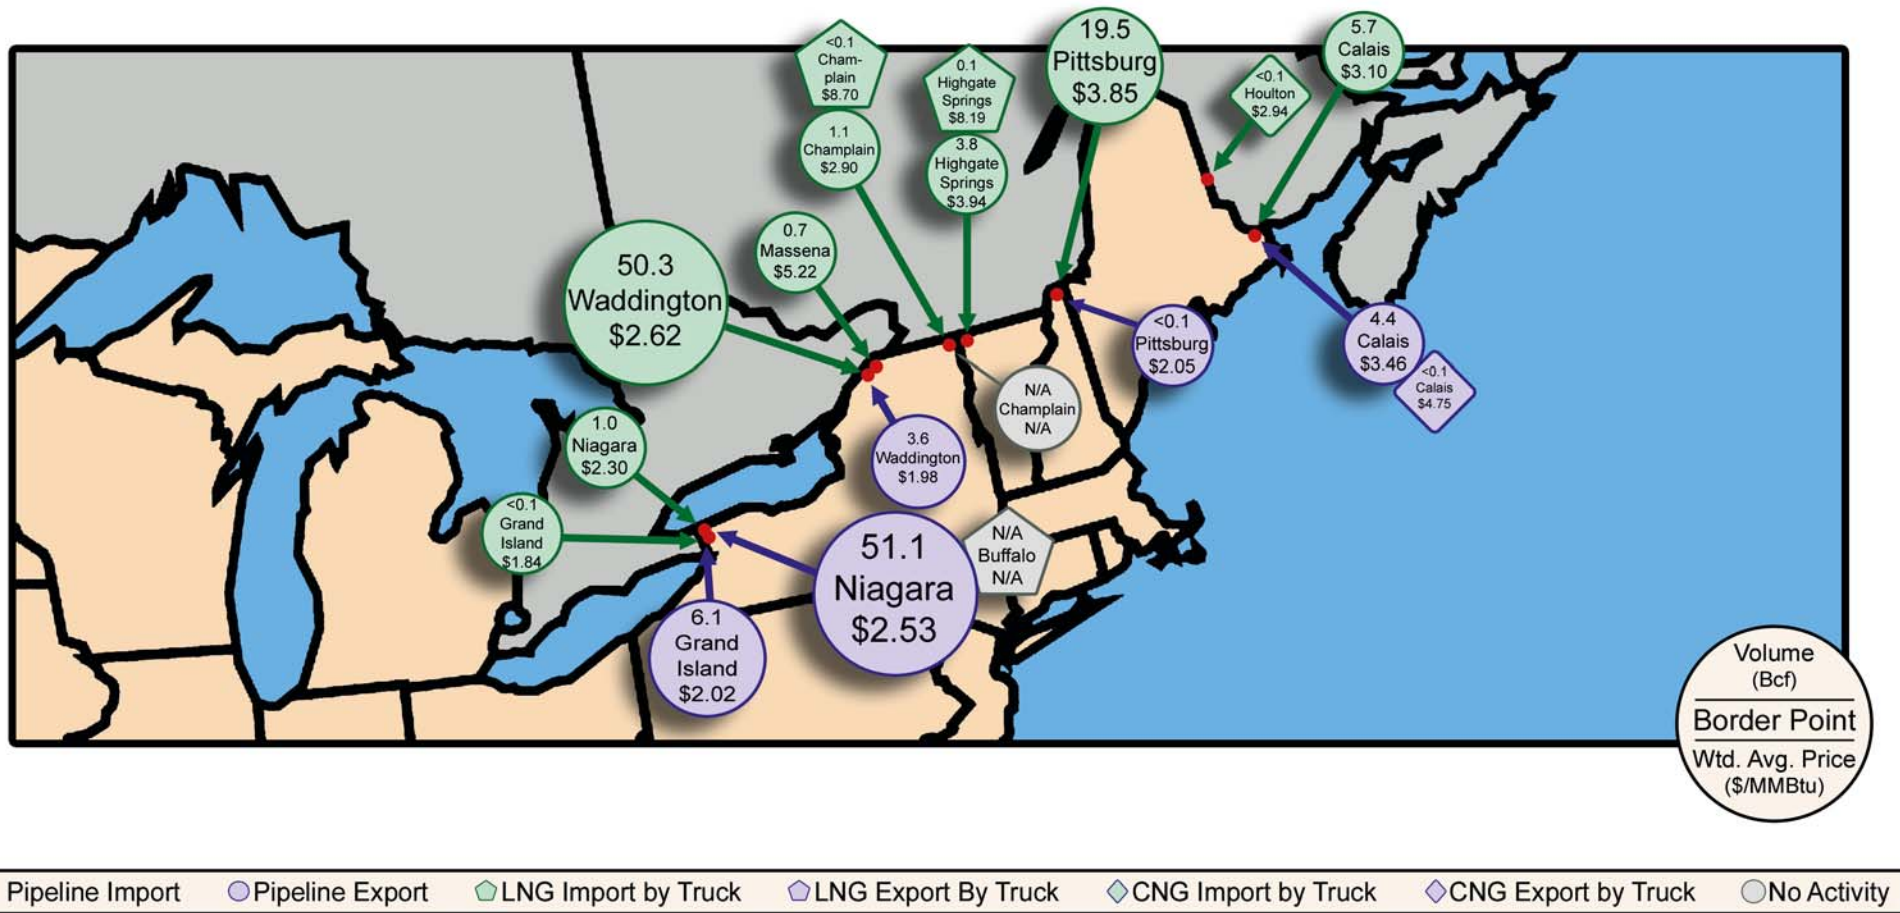 <0.1
Cham-
plain
$8.70
1.1
Champlain
$2.90
0.1
Highgate
Springs
$8.19
3.8
Highgate
Springs
$3.94
19.5
Pittsburg
$3.85
<0.1
Houlton
$2.94
5.7
Calais
$3.10
0.7
Massena
$5.22
50.3
Waddington
$2.62
1.0
Niagara
$2.30
<0.1
Grand
Island
$1.84
<0.1
Pittsburg
$2.05
4.4
Calais
$3.46
<0.1
Calais
$4.75
N/A
Champlain
N/A
3.6
Waddington
$1.98
51.1
Niagara
$2.53
N/A
Buffalo
N/A
6.1
Grand
Island
$2.02
Volume
(Bcf)
Border Point
Wtd. Avg. Price
($/MMBtu)
Pipeline Import
Pipeline Export
LNG Import by Truck
LNG Export By Truck
CNG Import by Truck
CNG Export by Truck
No Activity